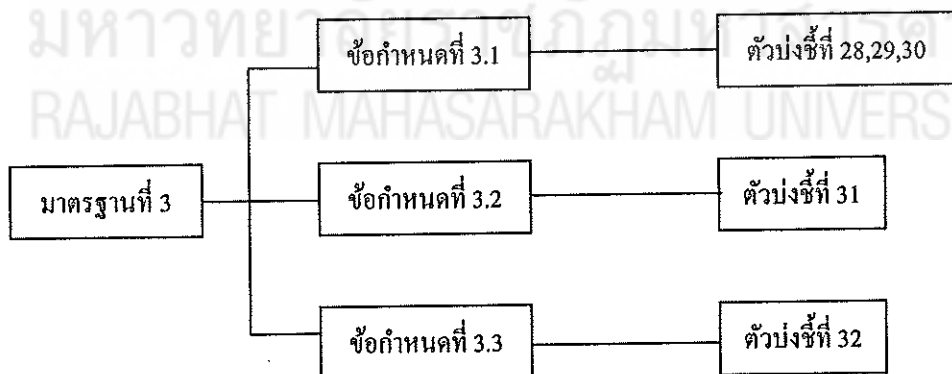 มหาวิทยาลัยราชภัฏมหาสารค
RAJABHAT MAHASARAKHAM UNIVERS
ข้อกำหนดที่ 3.1
ตัวบ่งชี้ที่ 28,29,30
มาตรฐานที่ 3
ข้อกำหนดที่ 3.2
ตัวบ่งชี้ที่ 31
ข้อกำหนดที่ 3.3
ตัวบ่งชี้ที่ 32